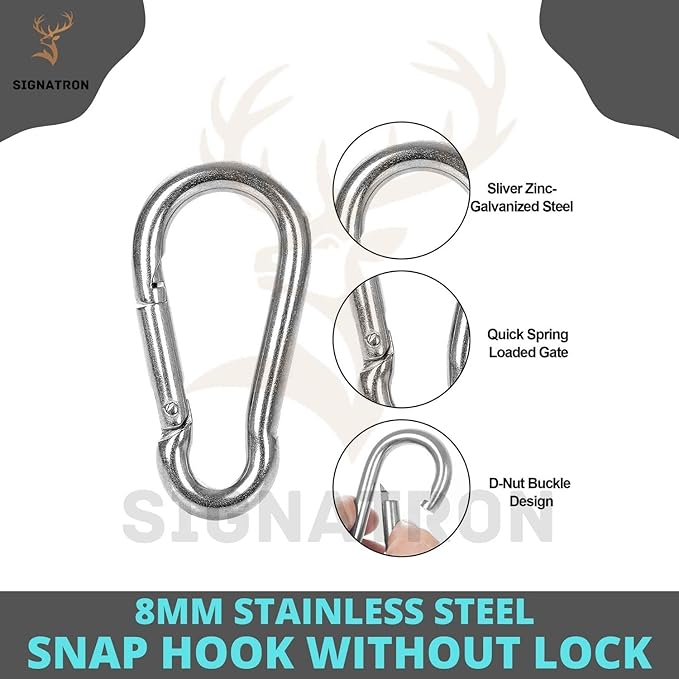 SIGNATRON
Sliver Zinc-
Galvanized Steel
Quick Spring
Loaded Gate
D-Nut Buckle
Design
SIGNATRON
8MM STAINLESS STEEL
SNAP HOOK WITHOUT LOCK